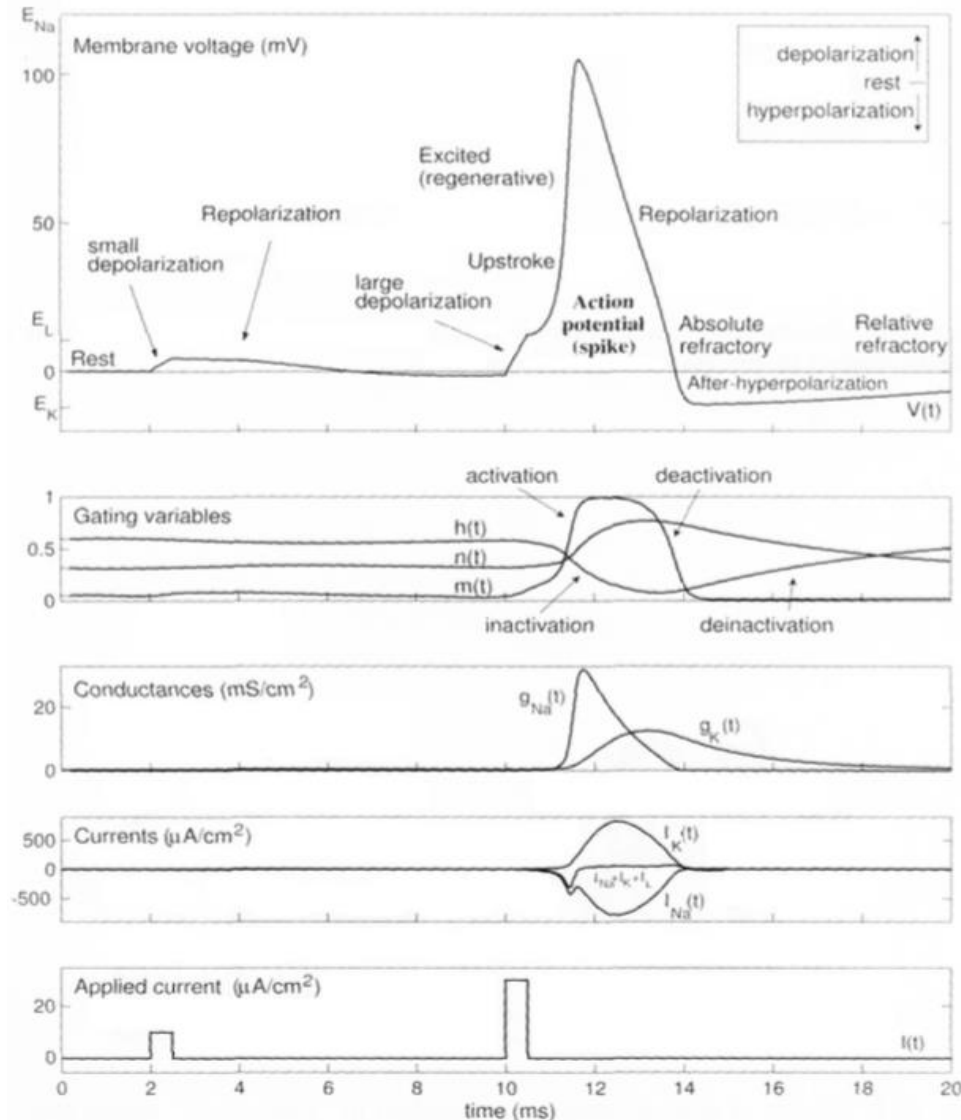 E_Na
Membrane voltage (mV)
100
depolarization
rest
hyperpolarization
Excited
(regenerative)
Repolarization
50
Repolarization
small
depolarization
Upstroke
large
depolarization
Action
potential
(spike)
E_L
Absolute
refractory
Relative
refractory
Rest
0
After-hyperpolarization
E_K
V(t)
activation
deactivation
1
Gating variables
h(t)
0.5
n(t)
m(t)
0
inactivation
deinactivation
Conductances (mS/cm²)
g_Na(t)
20
g_K(t)
0
Currents (μA/cm²)
500
I_K(t)
0
I_Na+I_K+I_L
-500
I_Na(t)
Applied current (μA/cm²)
20
0
I(t)
0 2 4 6 8 10 12 14 16 18 20
time (ms)